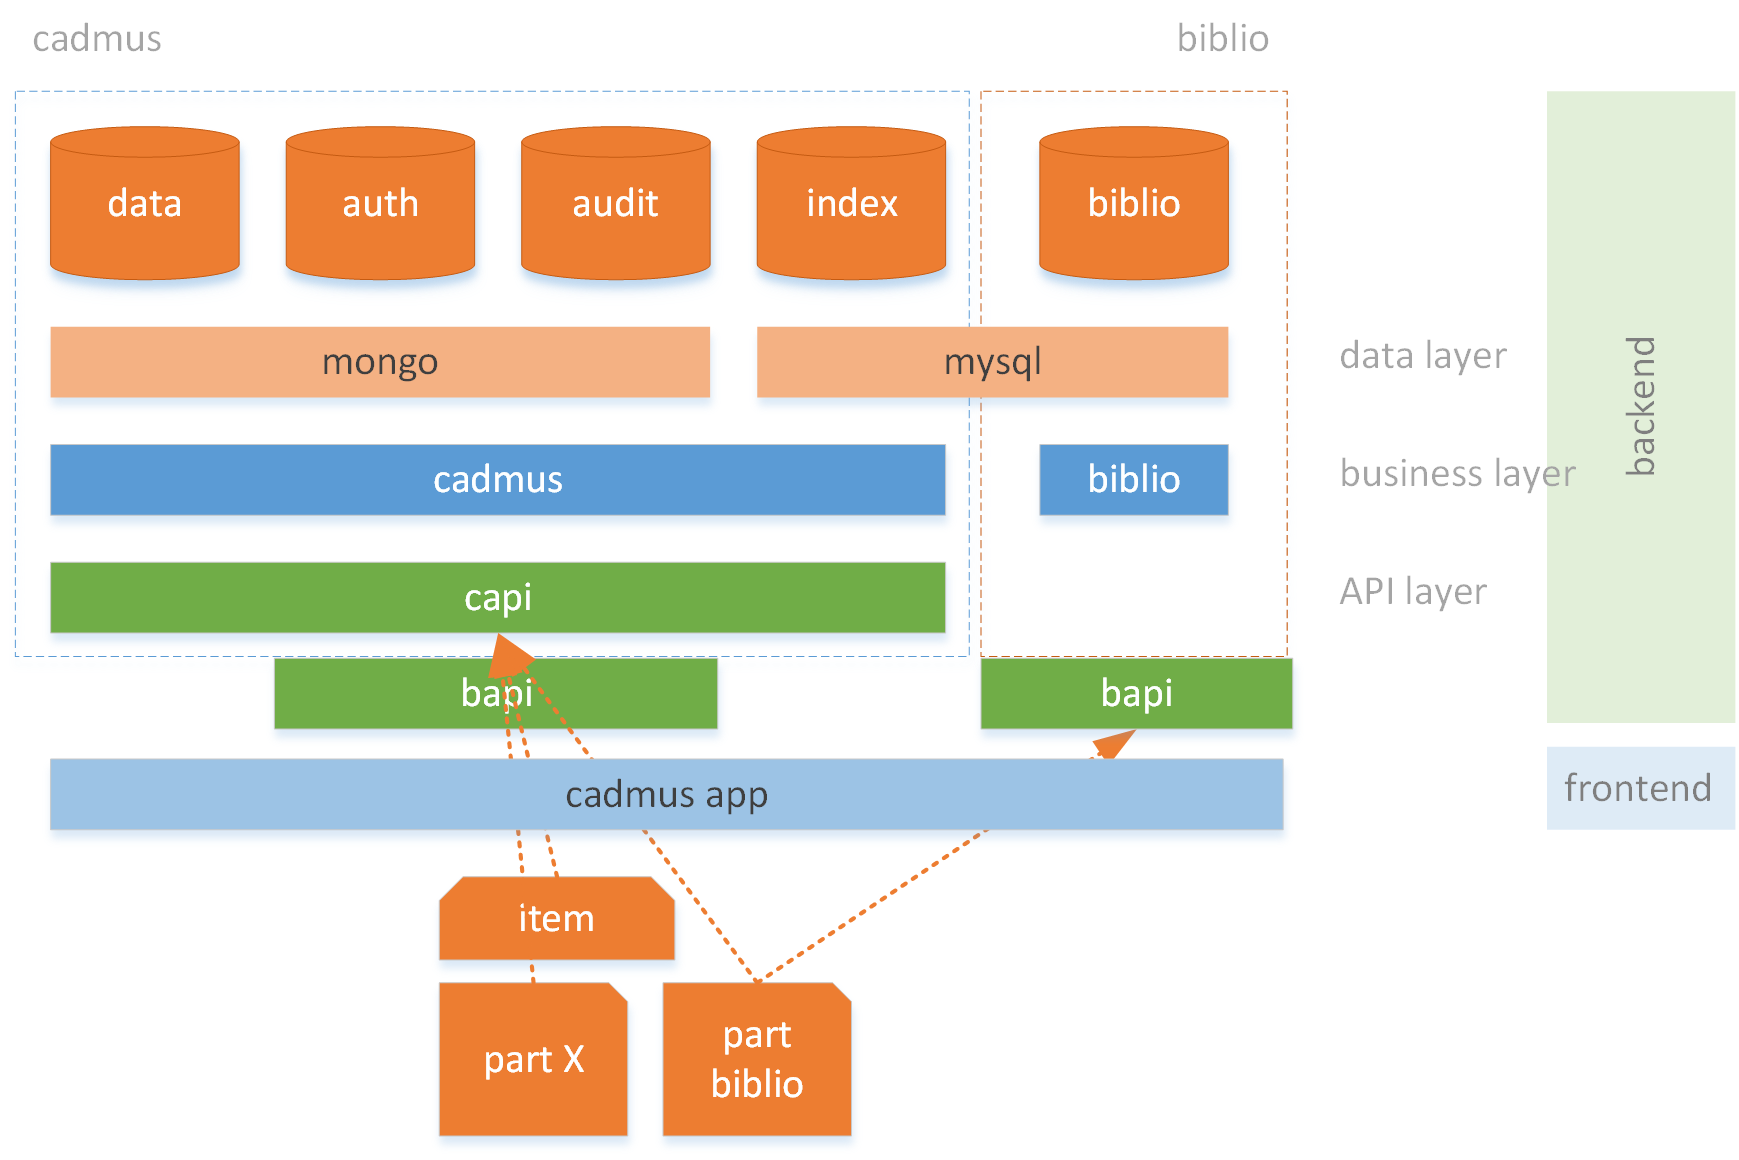 cadmus
biblio
data
auth
audit
index
biblio
mongo
mysql
data layer
cadmus
biblio
business layer
backend
capi
API layer
bapi
bapi
cadmus app
frontend
item
part X
part
biblio